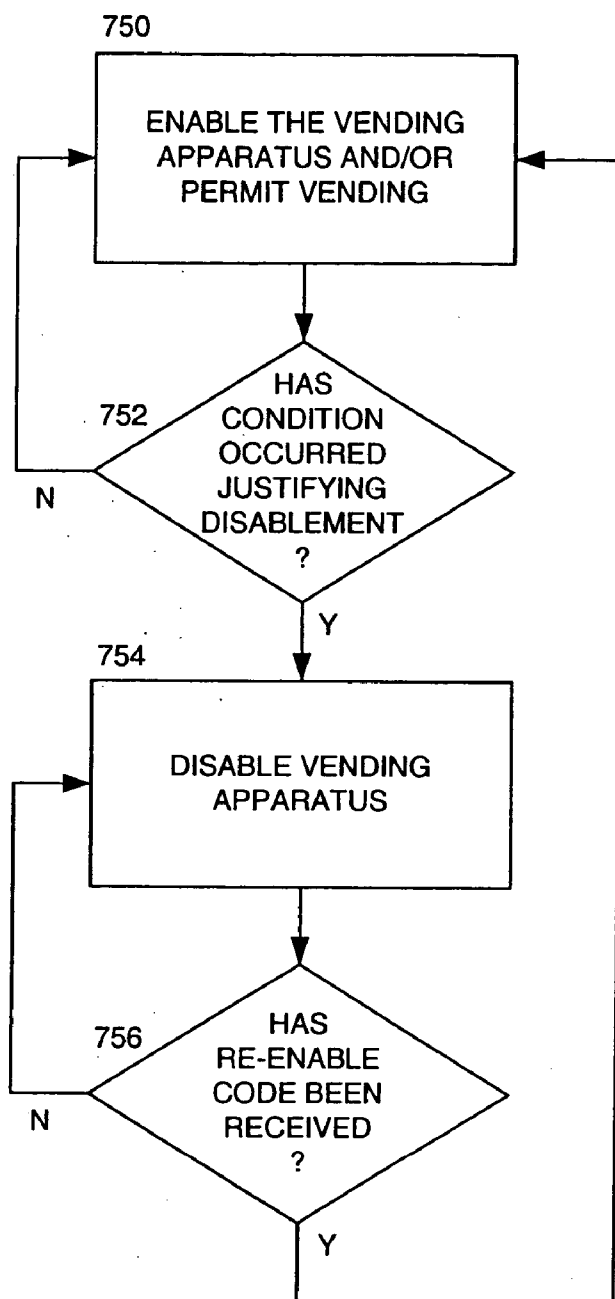 750
ENABLE THE VENDING
APPARATUS AND/OR
PERMIT VENDING
752
HAS
CONDITION
OCCURRED
JUSTIFYING
DISABLEMENT
?
N
Y
754
DISABLE VENDING
APPARATUS
756
HAS
RE-ENABLE
CODE BEEN
RECEIVED
?
N
Y